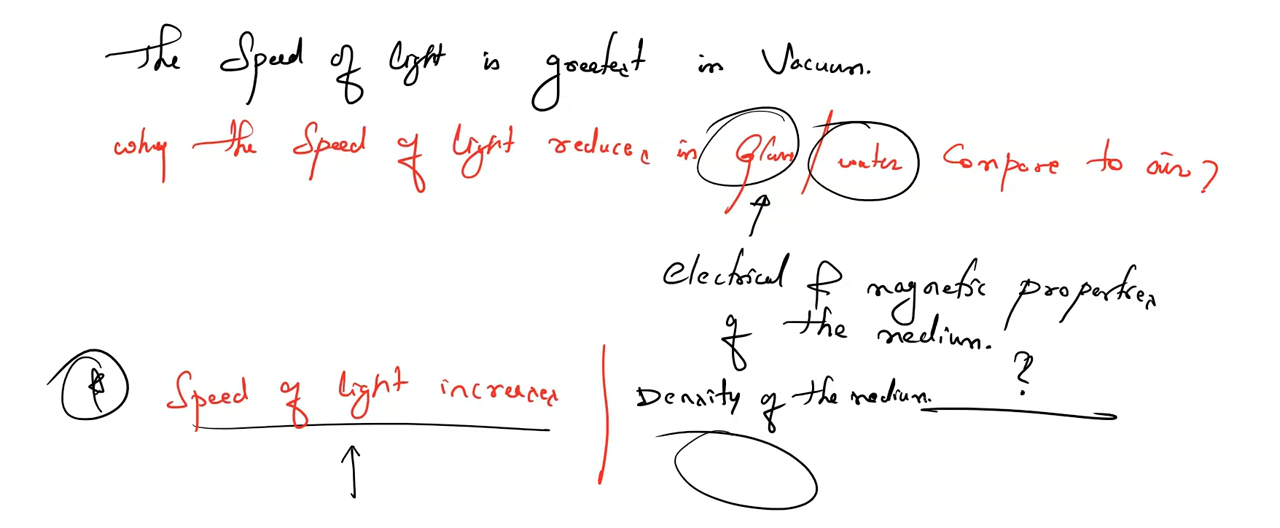 The Speed of light is greatest in Vacuum.
why the Speed of light reduces in Glass/water Compare to air?
electrical & magnetic properties
of the medium.
Speed of light increases
Density of the medium. ?